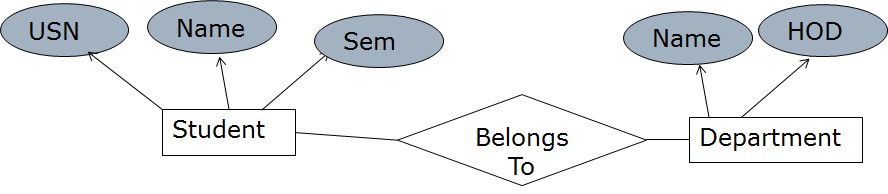 USN
Name
Sem
Name
HOD
Student
Belongs
To
Department